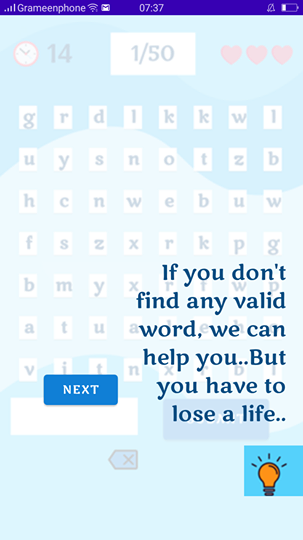 Grameenphone 07:37
14 1/50
g r d l k k w l
u y s n o t z b
h c n w e b u w
f s z x r k p g
b m y x r f w p
a t u a
v i t n x r b l
If you don't
find any valid
word, we can
help you..But
you have to
lose a life..
NEXT